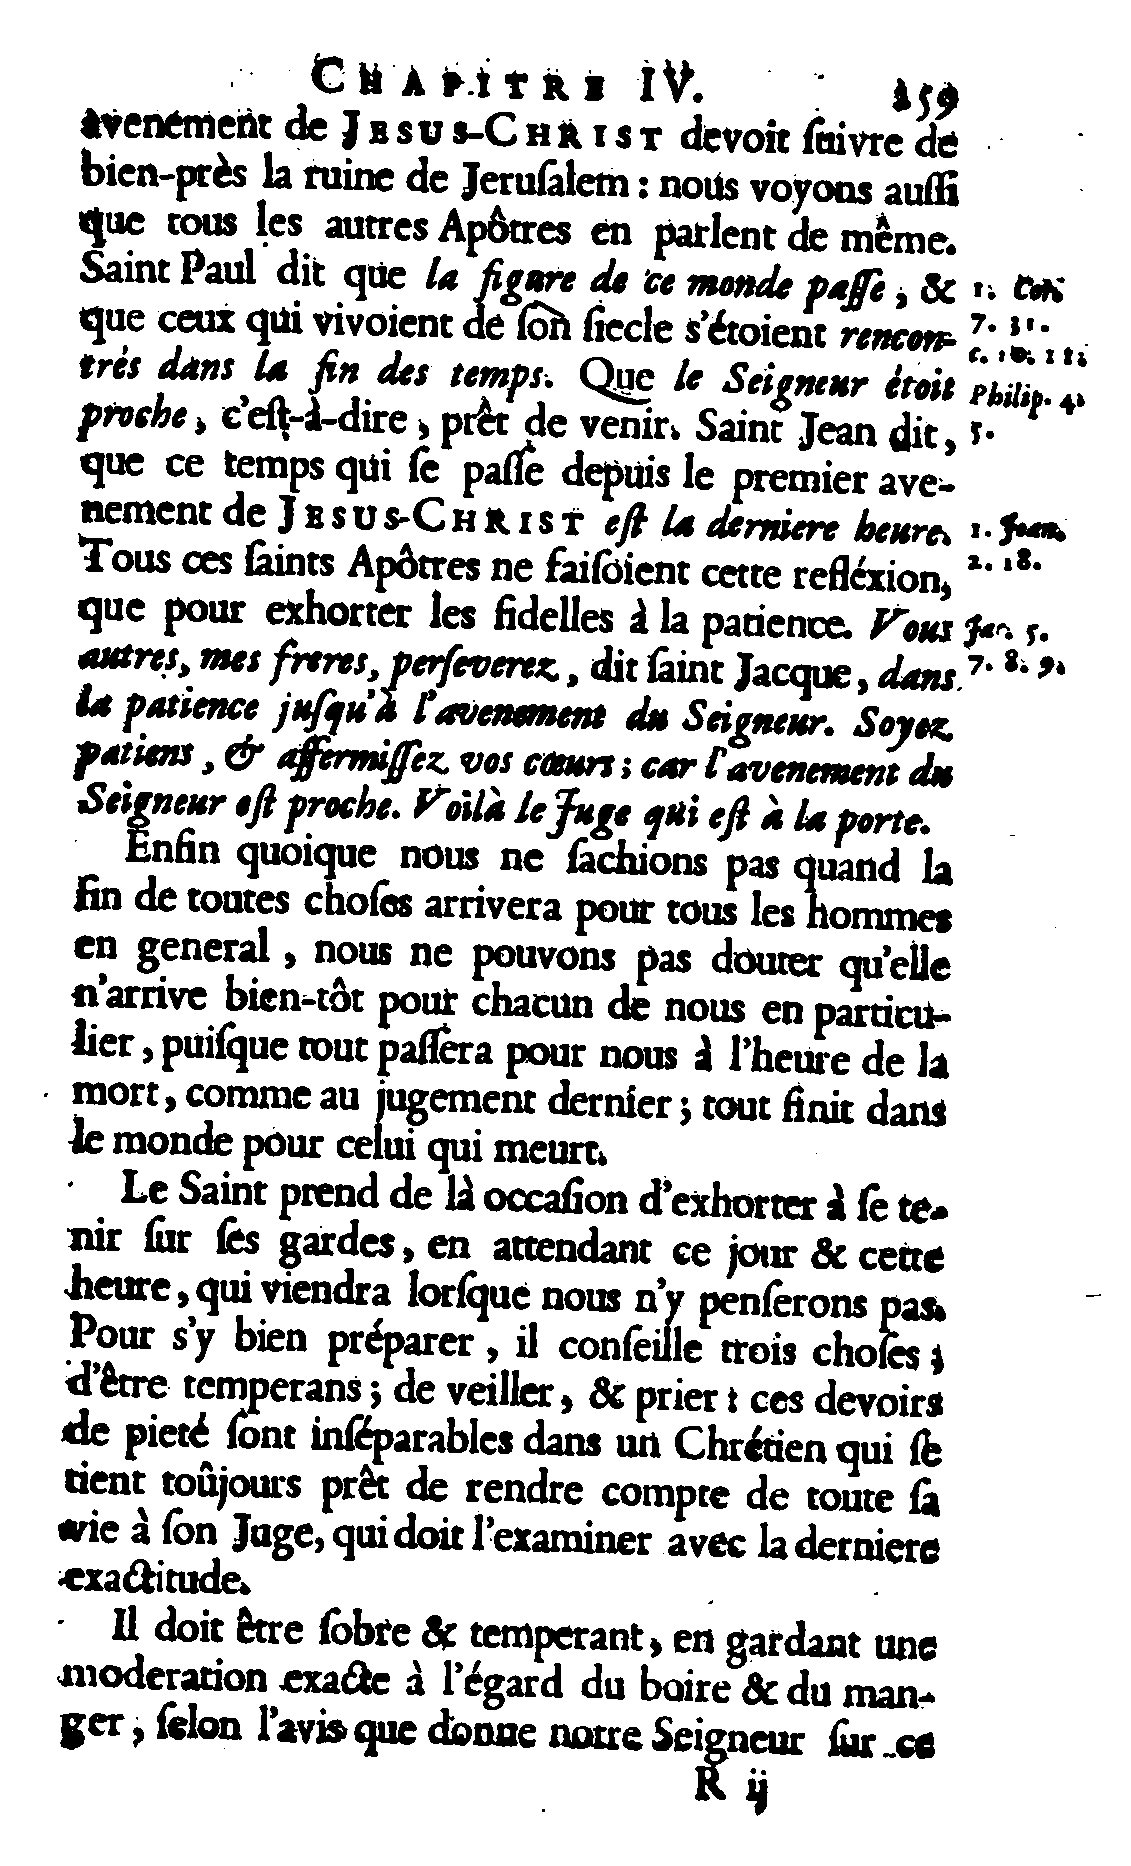 CHAPITRE IV. 259
avenement de JESUS-CHRIST devoit ſuivre de
bien-près la ruine de Jeruſalem : nous voyons auſſi
que tous les autres Apôtres en parlent de même.
Saint Paul dit que la figure de ce monde paſſe, & 1. Cor.
que ceux qui vivoient de ſon ſiecle s'étoient rencon- 7. 31.
trés dans la fin des temps. Que le Seigneur étoit c. 10. 11. Philip. 4.
proche, c'eſt-à-dire, prêt de venir. Saint Jean dit, 5.
que ce temps qui ſe paſſe depuis le premier ave-
nement de JESUS-CHRIST eſt la derniere heure. 1. Joan.
Tous ces ſaints Apôtres ne faiſoient cette refléxion, 2. 18.
que pour exhorter les fidelles à la patience. Vous Jac. 5.
autres, mes freres, perſeverez, dit ſaint Jacque, dans 7. 8. 9.
la patience juſqu'à l'avenement du Seigneur. Soyez
patiens, & affermiſſez vos cœurs ; car l'avenement du
Seigneur eſt proche. Voilà le Juge qui eſt à la porte.
Enfin quoique nous ne ſachions pas quand la
fin de toutes choſes arrivera pour tous les hommes
en general, nous ne pouvons pas douter qu'elle
n'arrive bien-tôt pour chacun de nous en particu-
lier, puiſque tout paſſera pour nous à l'heure de la
mort, comme au jugement dernier ; tout finit dans
le monde pour celui qui meurt.
Le Saint prend de là occaſion d'exhorter à ſe te-
nir ſur ſes gardes, en attendant ce jour & cette
heure, qui viendra lorſque nous n'y penſerons pas.
Pour s'y bien préparer, il conſeille trois choſes ;
d'être temperans ; de veiller, & prier : ces devoirs
de pieté ſont inſéparables dans un Chrétien qui ſe
tient toûjours prêt de rendre compte de toute ſa
vie à ſon Juge, qui doit l'examiner avec la derniere
exactitude.
Il doit être ſobre & temperant, en gardant une
moderation exacte à l'égard du boire & du man-
ger, ſelon l'avis que donne notre Seigneur ſur ce
R ij